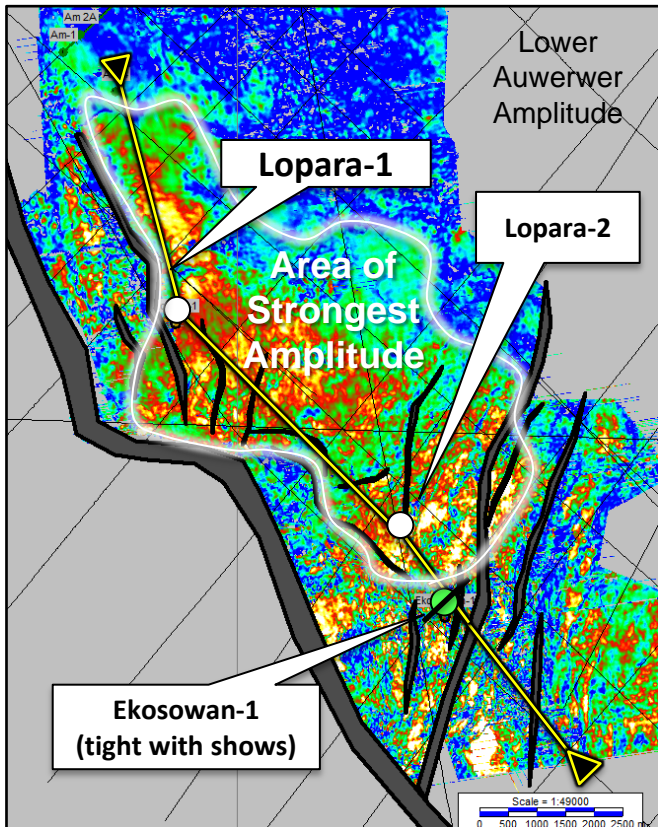 Am 2A
Am-1
Lower
Auwerwer
Amplitude
Lopara-1
Lopara-2
Area of
Strongest
Amplitude
Ekosowan-1
(tight with shows)
Scale = 1:49000
0 500 1000 1500 2000 2500 m